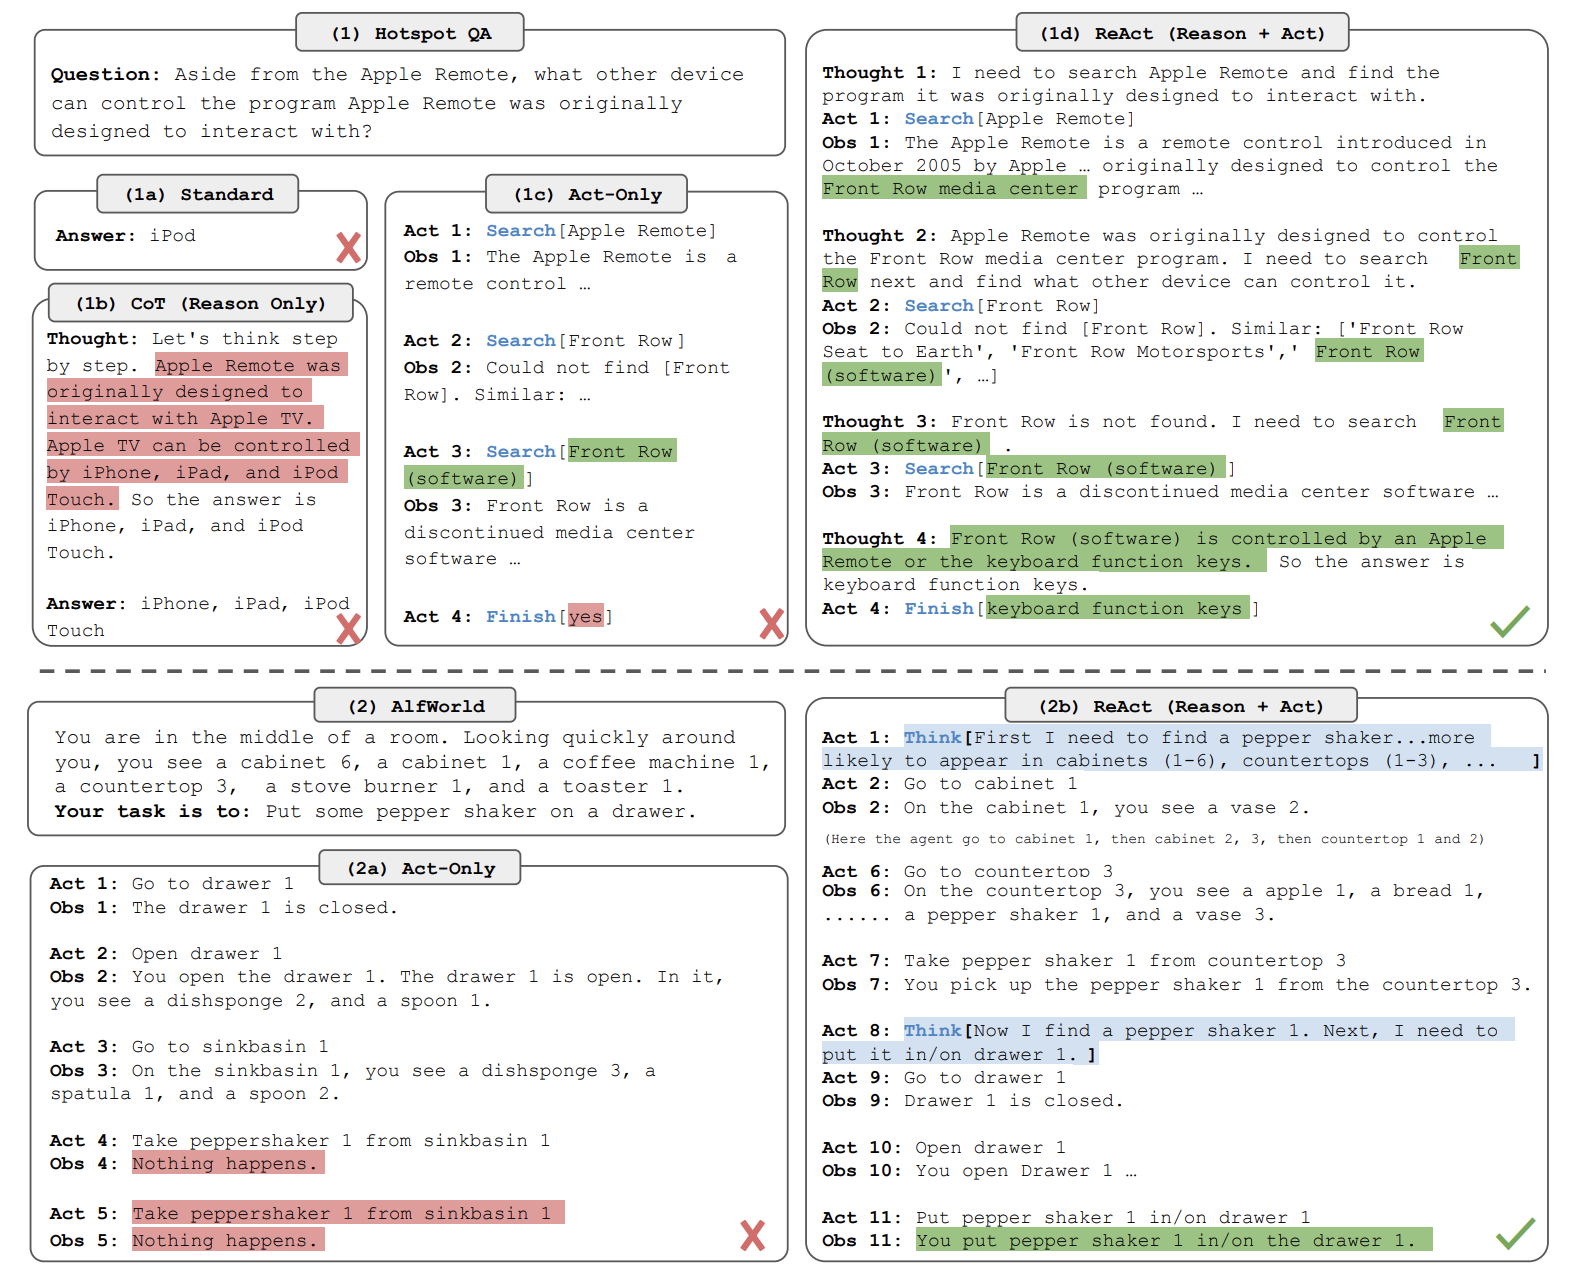 (1) Hotspot QA
Question: Aside from the Apple Remote, what other device
can control the program Apple Remote was originally
designed to interact with?
(1a) Standard
Answer: iPod
(1b) CoT (Reason Only)
Thought: Let's think step
by step. Apple Remote was
originally designed to
interact with Apple TV.
Apple TV can be controlled
by iPhone, iPad, and iPod
Touch. So the answer is
iPhone, iPad, and iPod
Touch.
Answer: iPhone, iPad, iPod
Touch
(1c) Act-Only
Act 1: Search[Apple Remote]
Obs 1: The Apple Remote is a
remote control …
Act 2: Search[Front Row]
Obs 2: Could not find [Front
Row]. Similar: …
Act 3: Search[Front Row
(software)]
Obs 3: Front Row is a
discontinued media center
software …
Act 4: Finish[yes]
(1d) ReAct (Reason + Act)
Thought 1: I need to search Apple Remote and find the
program it was originally designed to interact with.
Act 1: Search[Apple Remote]
Obs 1: The Apple Remote is a remote control introduced in
October 2005 by Apple … originally designed to control the
Front Row media center program …
Thought 2: Apple Remote was originally designed to control
the Front Row media center program. I need to search Front
Row next and find what other device can control it.
Act 2: Search[Front Row]
Obs 2: Could not find [Front Row]. Similar: ['Front Row
Seat to Earth', 'Front Row Motorsports',' Front Row
(software)', …]
Thought 3: Front Row is not found. I need to search Front
Row (software) .
Act 3: Search[Front Row (software)]
Obs 3: Front Row is a discontinued media center software …
Thought 4: Front Row (software) is controlled by an Apple
Remote or the keyboard function keys. So the answer is
keyboard function keys.
Act 4: Finish[keyboard function keys]
(2) AlfWorld
You are in the middle of a room. Looking quickly around
you, you see a cabinet 6, a cabinet 1, a coffee machine 1,
a countertop 3, a stove burner 1, and a toaster 1.
Your task is to: Put some pepper shaker on a drawer.
(2a) Act-Only
Act 1: Go to drawer 1
Obs 1: The drawer 1 is closed.
Act 2: Open drawer 1
Obs 2: You open the drawer 1. The drawer 1 is open. In it,
you see a dishsponge 2, and a spoon 1.
Act 3: Go to sinkbasin 1
Obs 3: On the sinkbasin 1, you see a dishsponge 3, a
spatula 1, and a spoon 2.
Act 4: Take peppershaker 1 from sinkbasin 1
Obs 4: Nothing happens.
Act 5: Take peppershaker 1 from sinkbasin 1
Obs 5: Nothing happens.
(2b) ReAct (Reason + Act)
Act 1: Think[First I need to find a pepper shaker...more
likely to appear in cabinets (1-6), countertops (1-3), ... ]
Act 2: Go to cabinet 1
Obs 2: On the cabinet 1, you see a vase 2.
(Here the agent go to cabinet 1, then cabinet 2, 3, then countertop 1 and 2)
Act 6: Go to countertop 3
Obs 6: On the countertop 3, you see a apple 1, a bread 1,
...... a pepper shaker 1, and a vase 3.
Act 7: Take pepper shaker 1 from countertop 3
Obs 7: You pick up the pepper shaker 1 from the countertop 3.
Act 8: Think[Now I find a pepper shaker 1. Next, I need to
put it in/on drawer 1. ]
Act 9: Go to drawer 1
Obs 9: Drawer 1 is closed.
Act 10: Open drawer 1
Obs 10: You open Drawer 1 …
Act 11: Put pepper shaker 1 in/on drawer 1
Obs 11: You put pepper shaker 1 in/on the drawer 1.